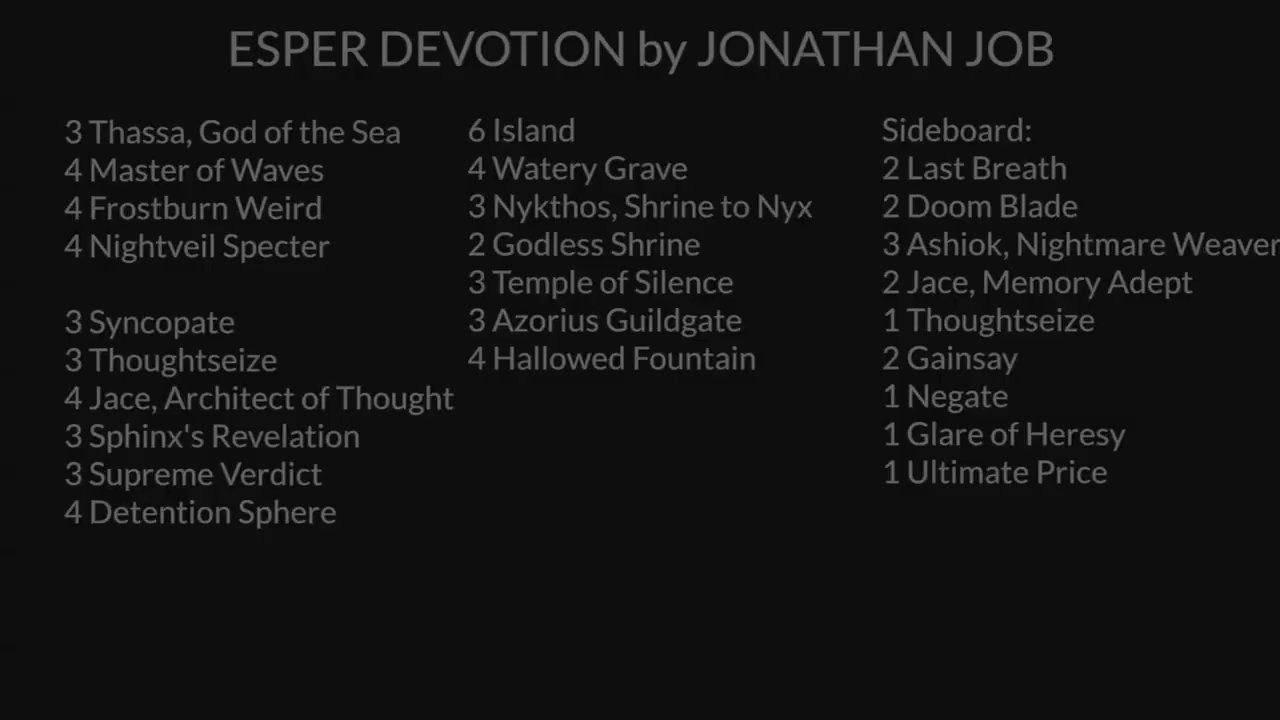 ESPER DEVOTION by JONATHAN JOB
3 Thassa, God of the Sea
4 Master of Waves
4 Frostburn Weird
4 Nightveil Specter
3 Syncopate
3 Thoughtseize
4 Jace, Architect of Thought
3 Sphinx's Revelation
3 Supreme Verdict
4 Detention Sphere
6 Island
4 Watery Grave
3 Nykthos, Shrine to Nyx
2 Godless Shrine
3 Temple of Silence
3 Azorius Guildgate
4 Hallowed Fountain
Sideboard:
2 Last Breath
2 Doom Blade
3 Ashiok, Nightmare Weaver
2 Jace, Memory Adept
1 Thoughtseize
2 Gainsay
1 Negate
1 Glare of Heresy
1 Ultimate Price